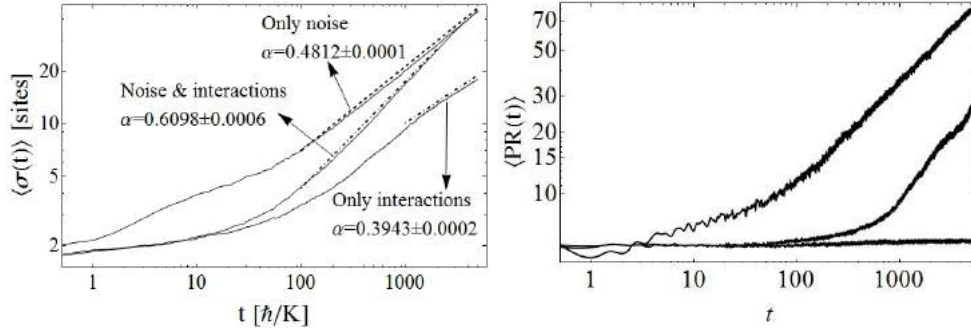 Only noise
α=0.4812±0.0001
Noise & interactions
α=0.6098±0.0006
Only interactions
α=0.3943±0.0002
⟨σ(t)⟩ [sites]
20
10
5
2
1
10
100
1000
t [ħ/K]
⟨PR(t)⟩
70
50
30
20
15
10
1
10
100
1000
t